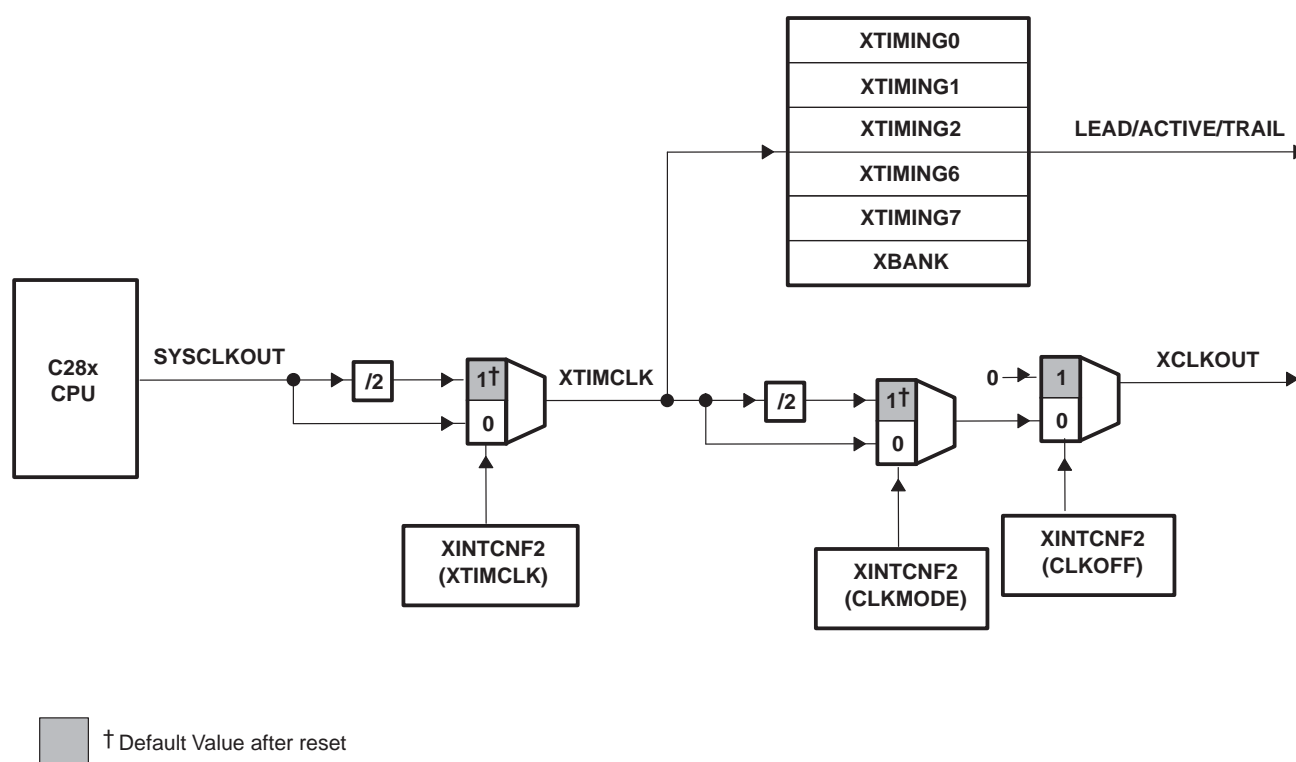 XTIMING0
XTIMING1
XTIMING2
LEAD/ACTIVE/TRAIL
XTIMING6
XTIMING7
XBANK
C28x
CPU
SYSCLKOUT
/2
1†
0
XTIMCLK
/2
1†
0
0
1
0
XCLKOUT
XINTCNF2
(XTIMCLK)
XINTCNF2
(CLKMODE)
XINTCNF2
(CLKOFF)
† Default Value after reset